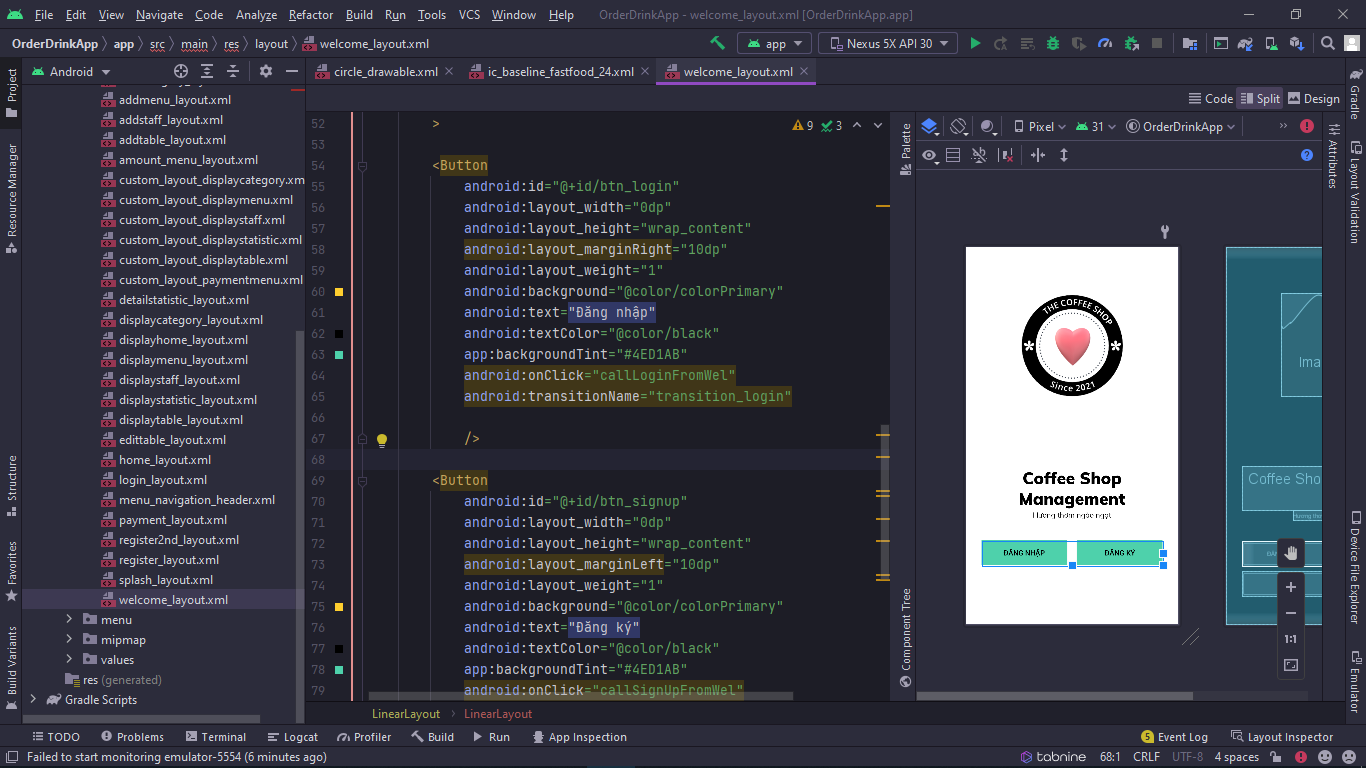 File Edit View Navigate Code Analyze Refactor Build Run Tools VCS Window Help OrderDrinkApp - welcome_layout.xml [OrderDrinkApp.app]
OrderDrinkApp app src main res layout welcome_layout.xml app Nexus 5X API 30
Android circle_drawable.xml ic_baseline_fastfood_24.xml welcome_layout.xml
Code Split Design
Project
Resource Manager
Structure
Favorites
Build Variants
addmenu_layout.xml
addstaff_layout.xml
addtable_layout.xml
amount_menu_layout.xml
custom_layout_displaycategory.xm
custom_layout_displaymenu.xml
custom_layout_displaystaff.xml
custom_layout_displaystatistic.xml
custom_layout_displaytable.xml
custom_layout_paymentmenu.xml
detailstatistic_layout.xml
displaycategory_layout.xml
displayhome_layout.xml
displaymenu_layout.xml
displaystaff_layout.xml
displaystatistic_layout.xml
displaytable_layout.xml
edittable_layout.xml
home_layout.xml
login_layout.xml
menu_navigation_header.xml
payment_layout.xml
register2nd_layout.xml
register_layout.xml
splash_layout.xml
welcome_layout.xml
menu
mipmap
values
res (generated)
Gradle Scripts
9 3
52 >
53
54 <Button
55 android:id="@+id/btn_login"
56 android:layout_width="0dp"
57 android:layout_height="wrap_content"
58 android:layout_marginRight="10dp"
59 android:layout_weight="1"
60 android:background="@color/colorPrimary"
61 android:text="Đăng nhập"
62 android:textColor="@color/black"
63 app:backgroundTint="#4ED1AB"
64 android:onClick="callLoginFromWel"
65 android:transitionName="transition_login"
66
67 />
68
69 <Button
70 android:id="@+id/btn_signup"
71 android:layout_width="0dp"
72 android:layout_height="wrap_content"
73 android:layout_marginLeft="10dp"
74 android:layout_weight="1"
75 android:background="@color/colorPrimary"
76 android:text="Đăng ký"
77 android:textColor="@color/black"
78 app:backgroundTint="#4ED1AB"
79 android:onClick="callSignUpFromWel"
LinearLayout LinearLayout
Palette
Component Tree
Pixel 31 OrderDrinkApp
THE COFFEE SHOP
Since 2021
Coffee Shop
Management
Hương thơm ngọc ngọt
ĐĂNG NHẬP ĐĂNG KÝ
Ima
Coffee Sho
1:1
Attributes
Gradle
Layout Validation
Device File Explorer
Emulator
TODO Problems Terminal Logcat Profiler Build Run App Inspection 5 Event Log Layout Inspector
Failed to start monitoring emulator-5554 (6 minutes ago) tabnine 68:1 CRLF UTF-8 4 spaces